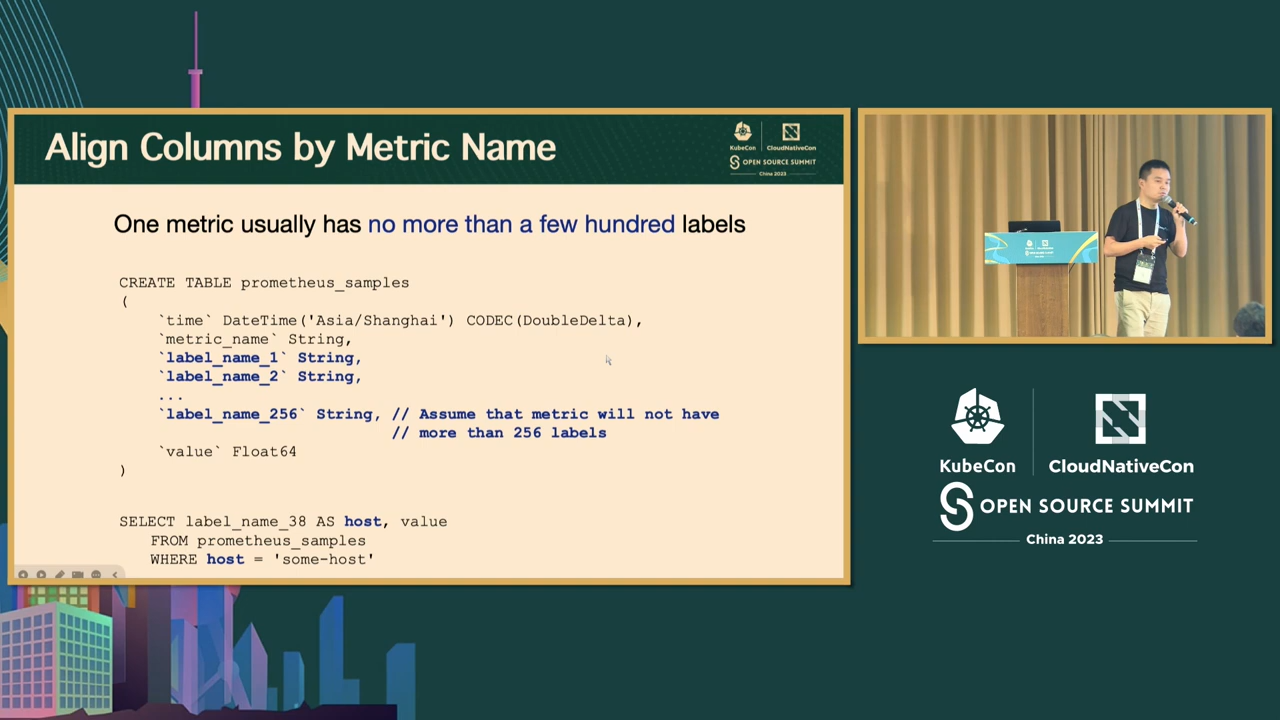 Align Columns by Metric Name
KubeCon
CloudNativeCon
OPEN SOURCE SUMMIT
China 2023
One metric usually has no more than a few hundred labels
CREATE TABLE prometheus_samples
(
`time` DateTime('Asia/Shanghai') CODEC(DoubleDelta),
`metric_name` String,
`label_name_1` String,
`label_name_2` String,
...
`label_name_256` String, // Assume that metric will not have
// more than 256 labels
`value` Float64
)
SELECT label_name_38 AS host, value
FROM prometheus_samples
WHERE host = 'some-host'
KubeCon
CloudNativeCon
OPEN SOURCE SUMMIT
China 2023